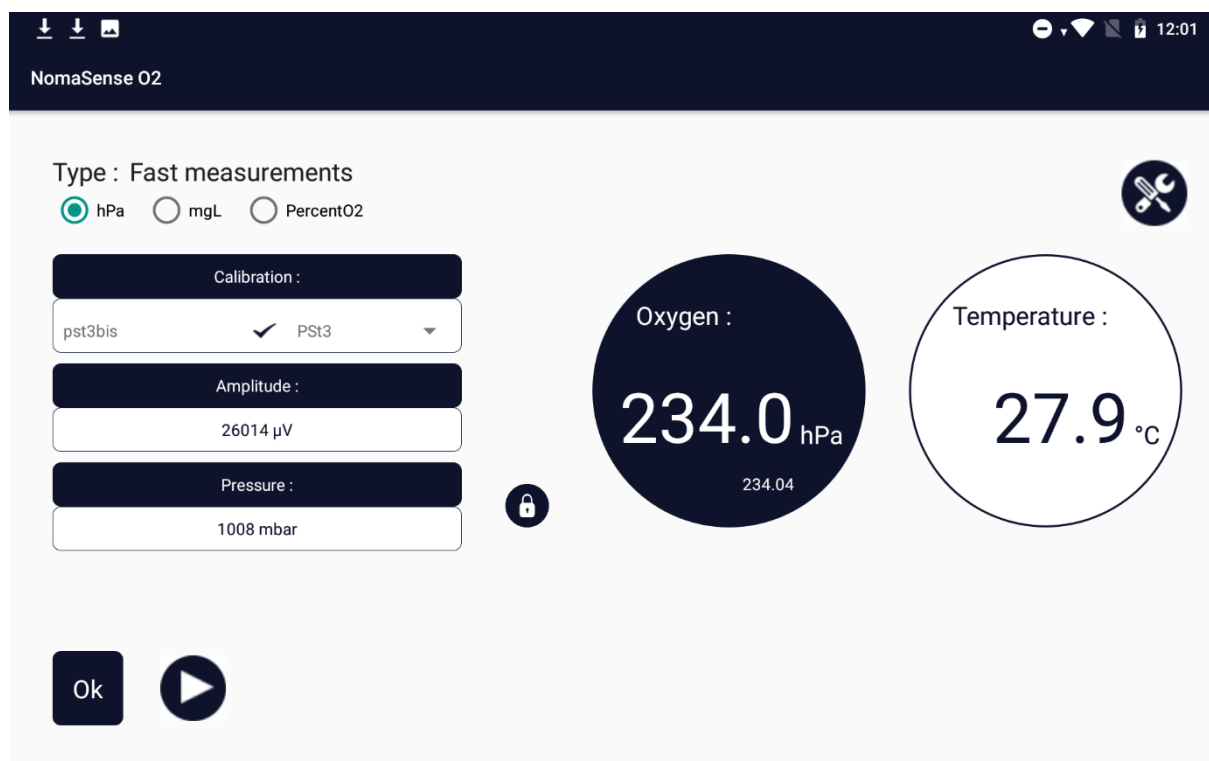 12:01
NomaSense O2
Type : Fast measurements
hPa mgL PercentO2
Calibration :
pst3bis PSt3
Amplitude :
26014 µV
Pressure :
1008 mbar
Oxygen :
234.0 hPa
234.04
Temperature :
27.9 °C
Ok